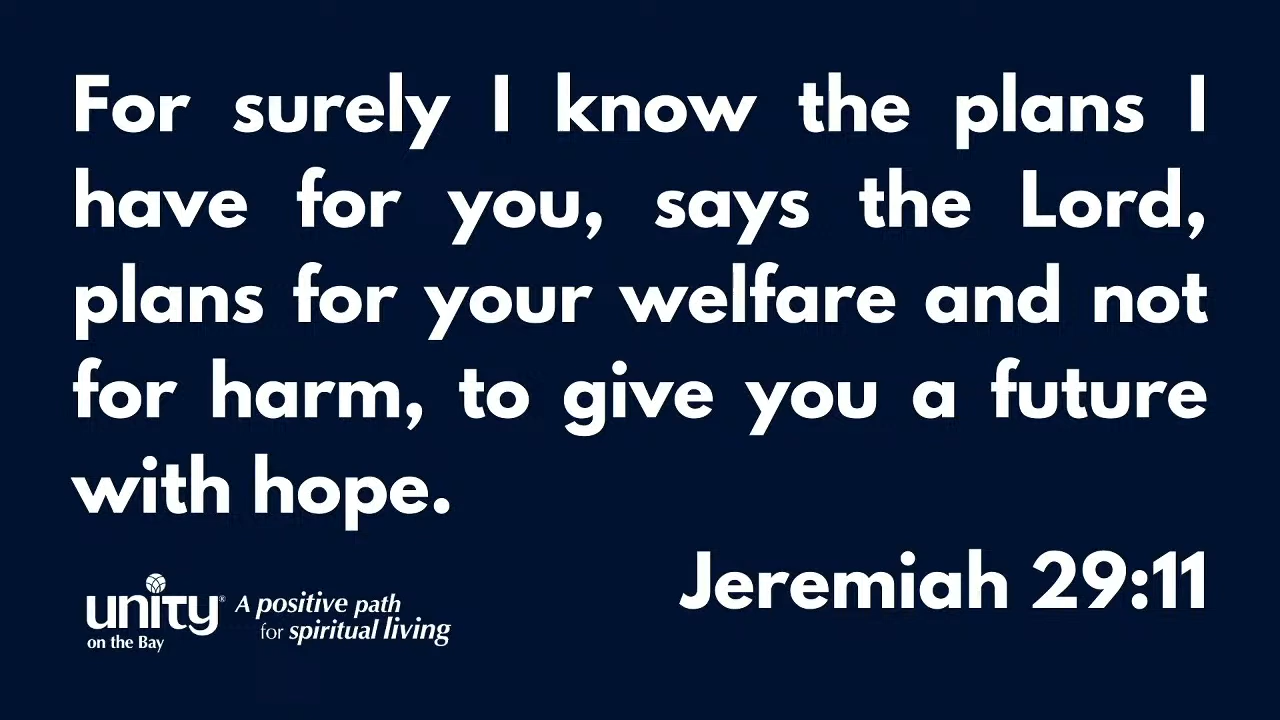 For surely I know the plans I
have for you, says the Lord,
plans for your welfare and not
for harm, to give you a future
with hope.
Jeremiah 29:11
unity® A positive path
for spiritual living
on the Bay